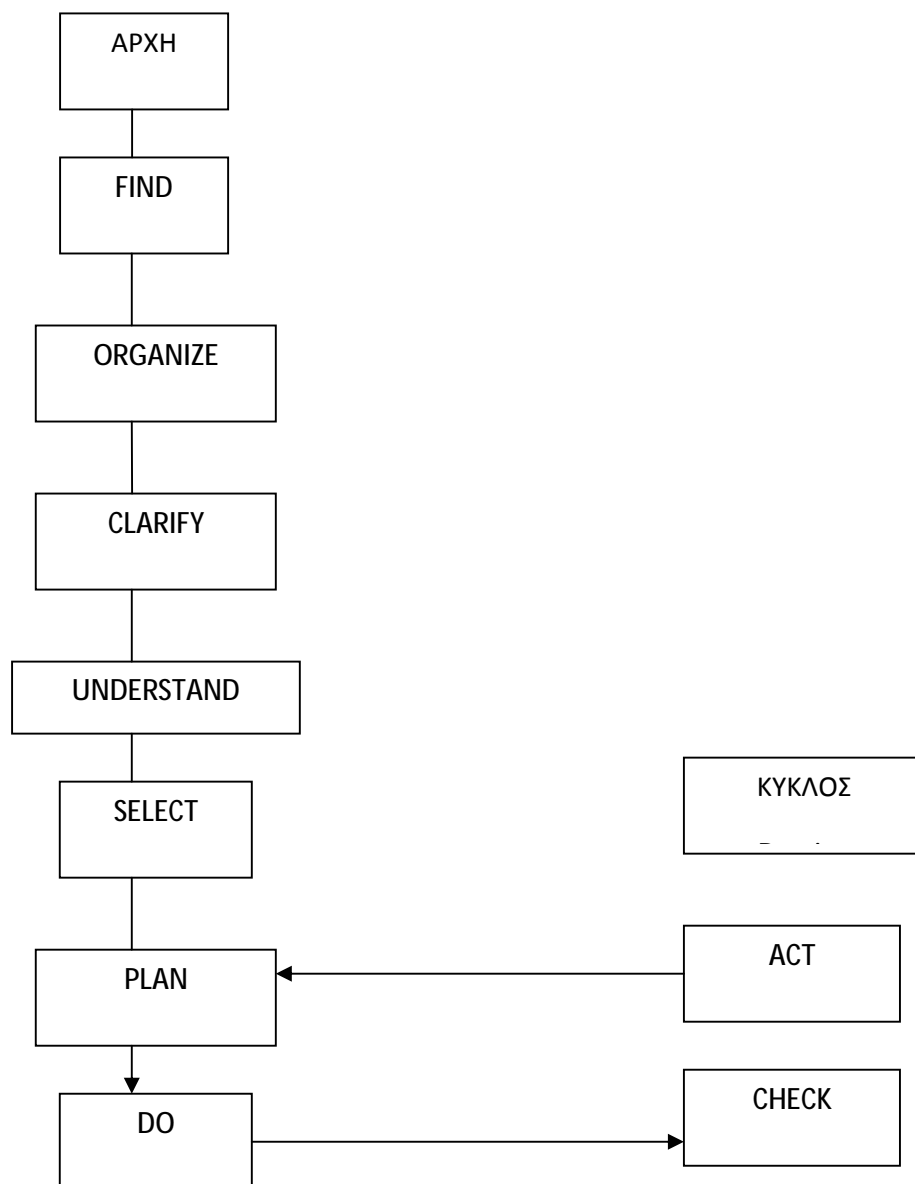 ΑΡΧΗ
FIND
ORGANIZE
CLARIFY
UNDERSTAND
SELECT
ΚΥΚΛΟΣ
PLAN
ACT
DO
CHECK